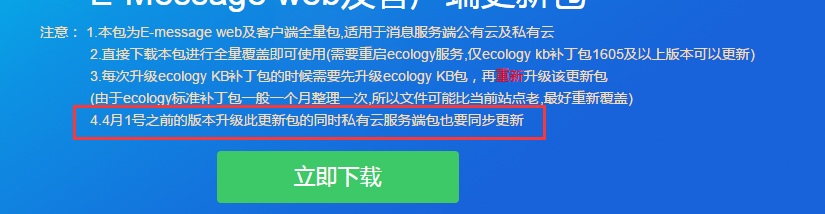 E-Message web及客户端更新包
注意： 1.本包为E-message web及客户端全量包,适用于消息服务端公有云及私有云
2.直接下载本包进行全量覆盖即可使用(需要重启ecology服务,仅ecology kb补丁包1605及以上版本可以更新)
3.每次升级ecology KB补丁包的时候需要先升级ecology KB包，再重新升级该更新包
(由于ecology标准补丁包一般一个月整理一次,所以文件可能比当前站点老,最好重新覆盖)
4.4月1号之前的版本升级此更新包的同时私有云服务端包也要同步更新
立即下载